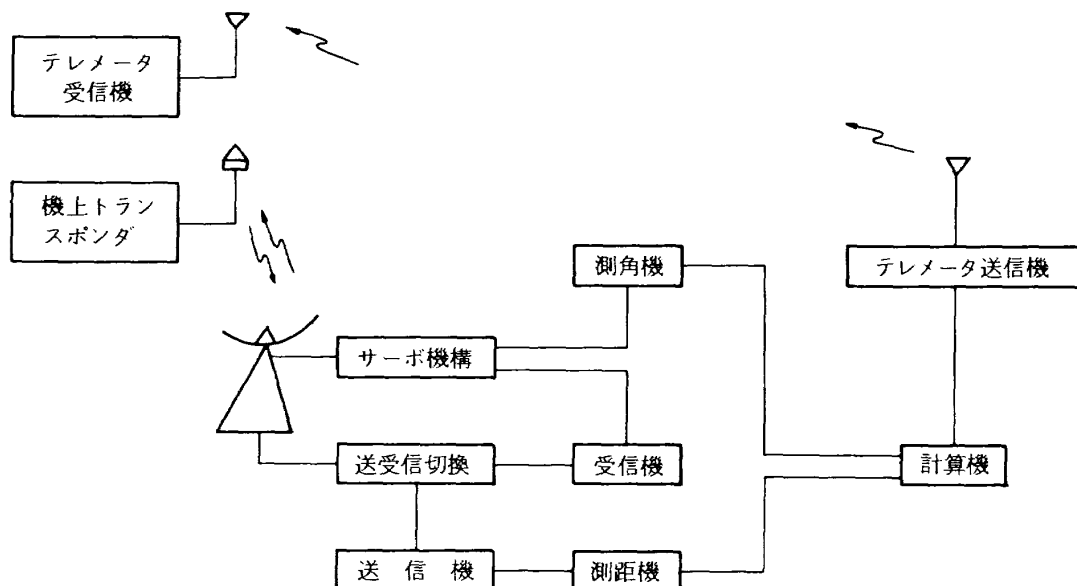 テレメータ
受信機
機上トラン
スポンダ
測角機
テレメータ送信機
サーボ機構
送受信切換
受信機
計算機
送信機
測距機